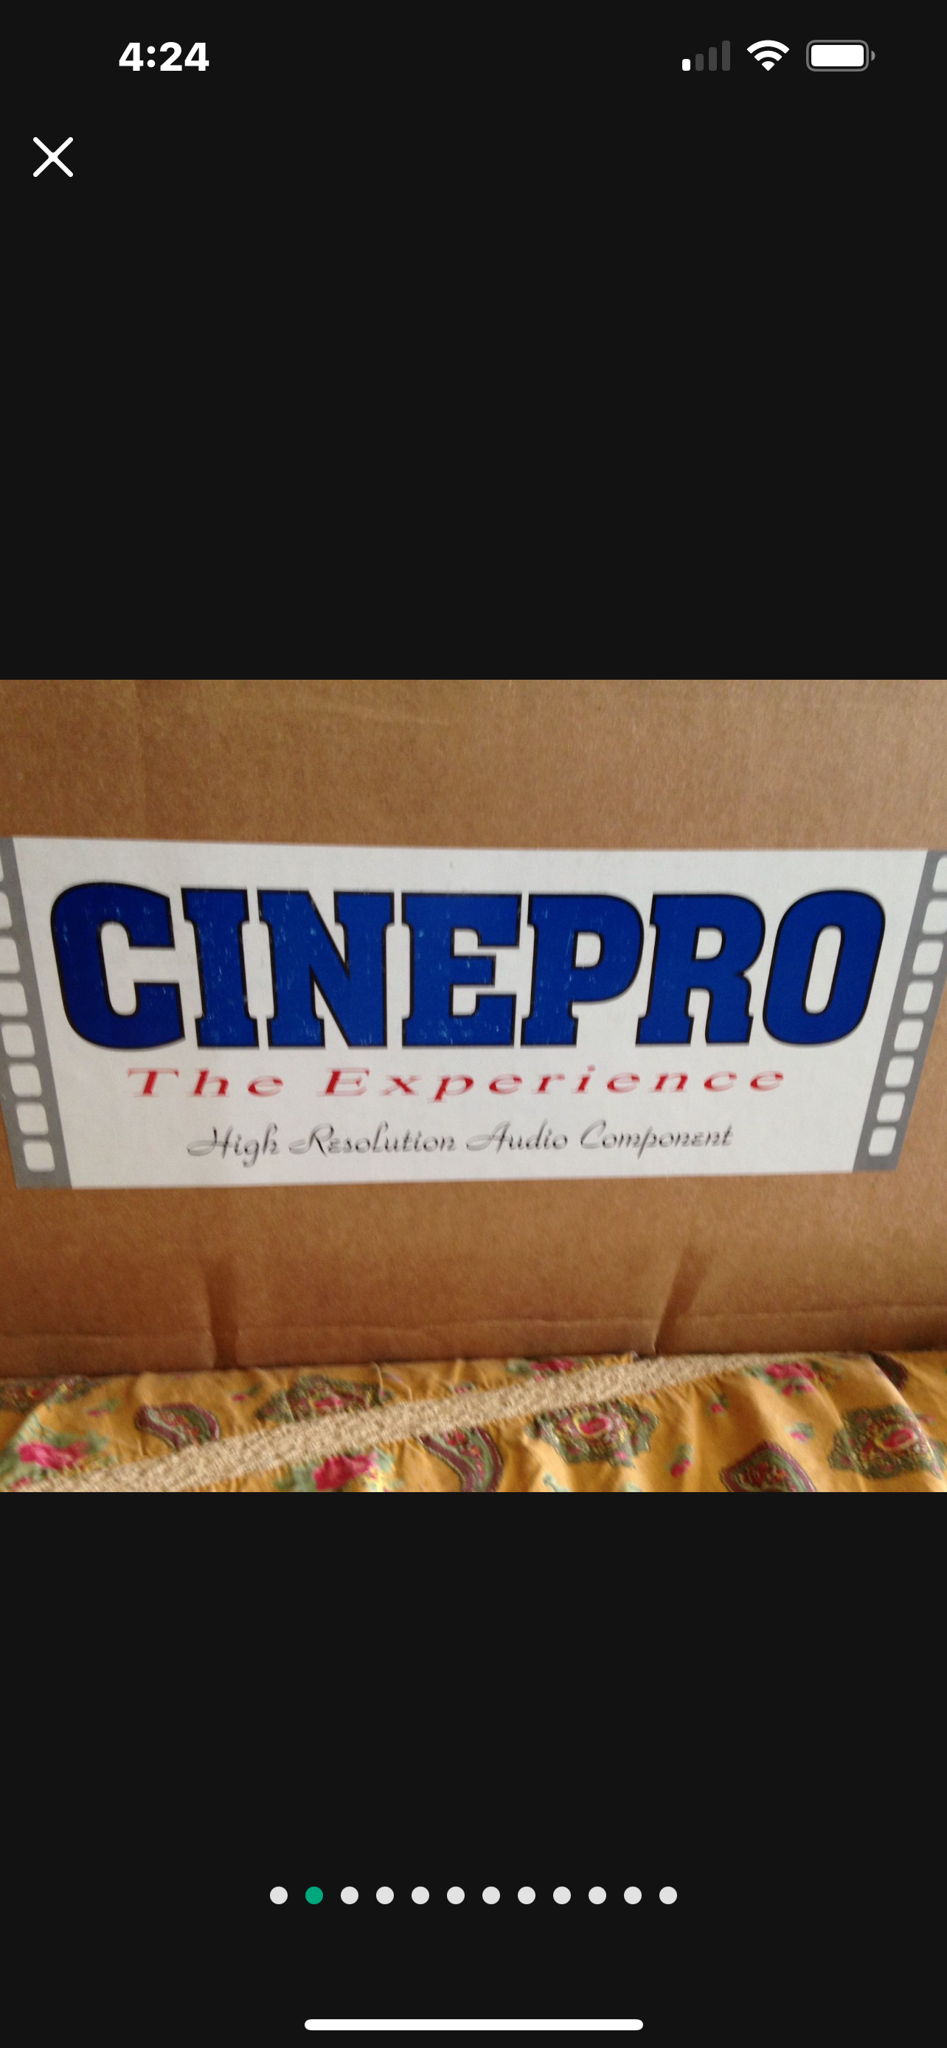 4:24
CINEPRO
The Experience
High Resolution Audio Component